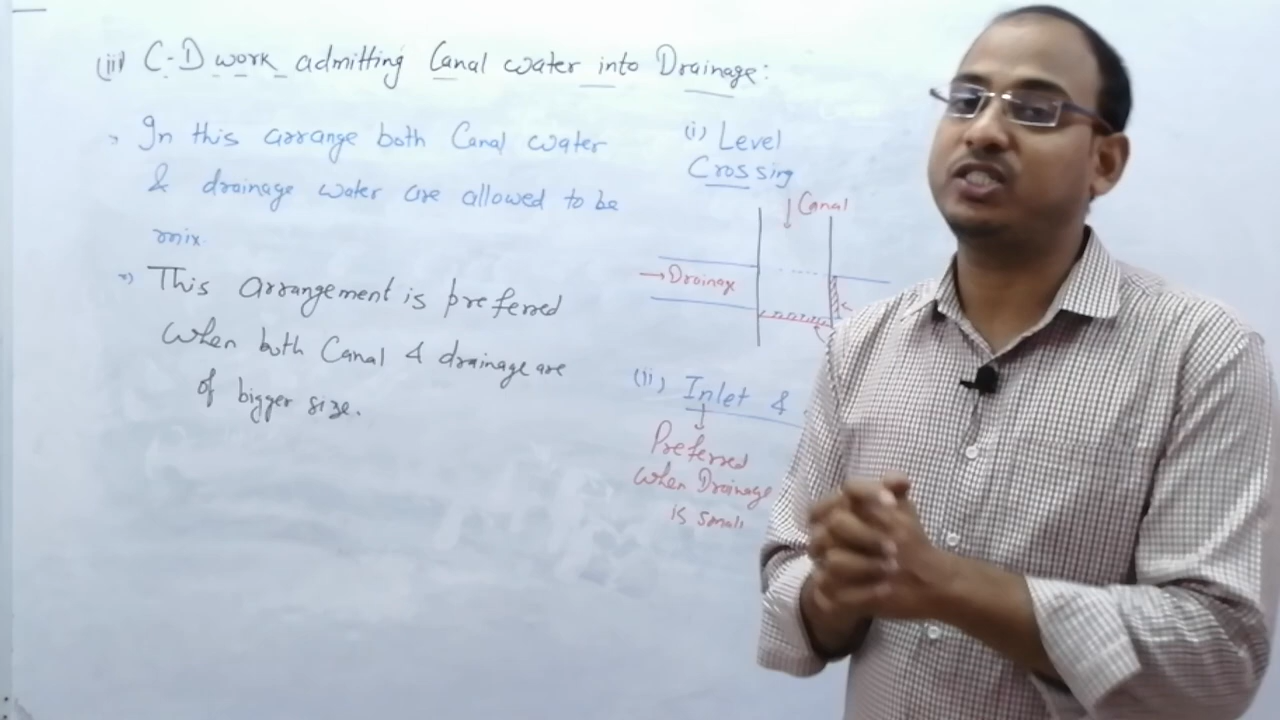 (iii) C-D work admitting Canal water into Drainage:
In this arrange both Canal water
& drainage water are allowed to be
mix.
This arrangement is preferred
When both Canal & drainage are
of bigger size.
(i) Level
Crossing
Canal
Drainage
(ii) Inlet &
Preferred
when Drainage
is small